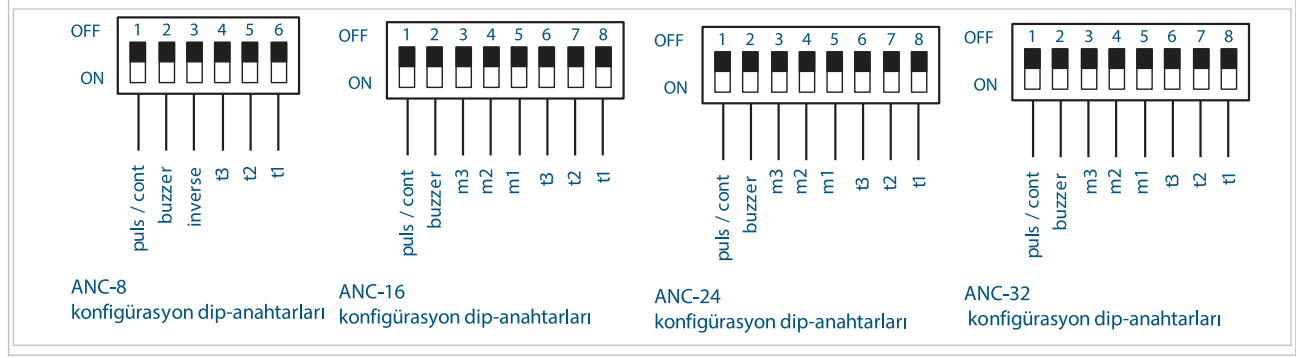 OFF
1 2 3 4 5 6
ON
puls / cont
buzzer
inverse
t3
t2
t1
ANC-8
konfigürasyon dip-anahtarları
OFF
1 2 3 4 5 6 7 8
ON
puls / cont
buzzer
m3
m2
m1
t3
t2
t1
ANC-16
konfigürasyon dip-anahtarları
OFF
1 2 3 4 5 6 7 8
ON
puls / cont
buzzer
m3
m2
m1
t3
t2
t1
ANC-24
konfigürasyon dip-anahtarları
OFF
1 2 3 4 5 6 7 8
ON
puls / cont
buzzer
m3
m2
m1
t3
t2
t1
ANC-32
konfigürasyon dip-anahtarları